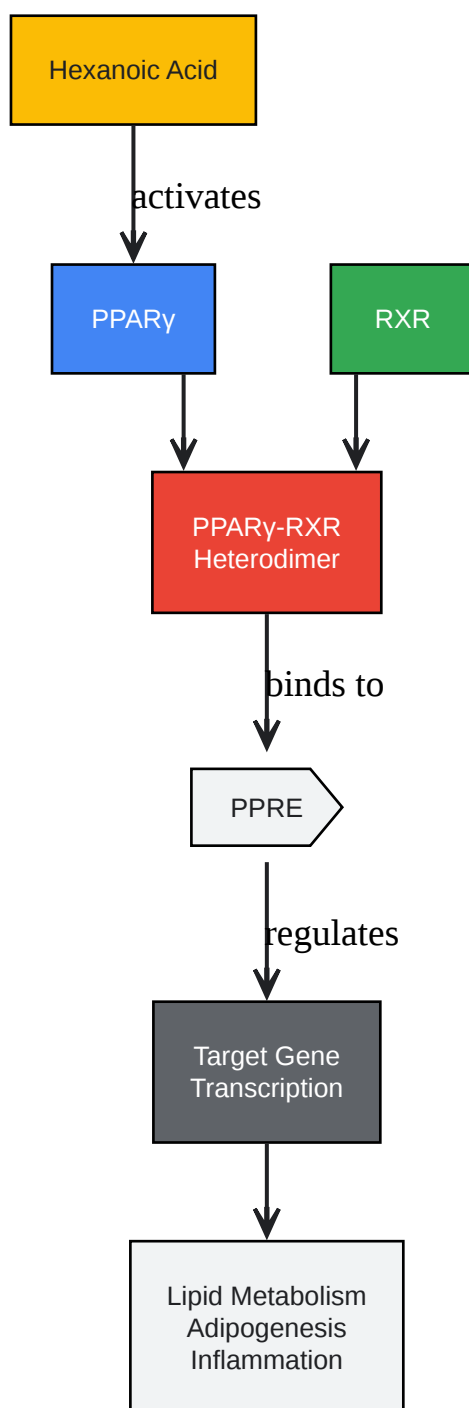 Hexanoic Acid
activates
PPARγ
RXR
PPARγ-RXR
Heterodimer
binds to
PPRE
regulates
Target Gene
Transcription
Lipid Metabolism
Adipogenesis
Inflammation